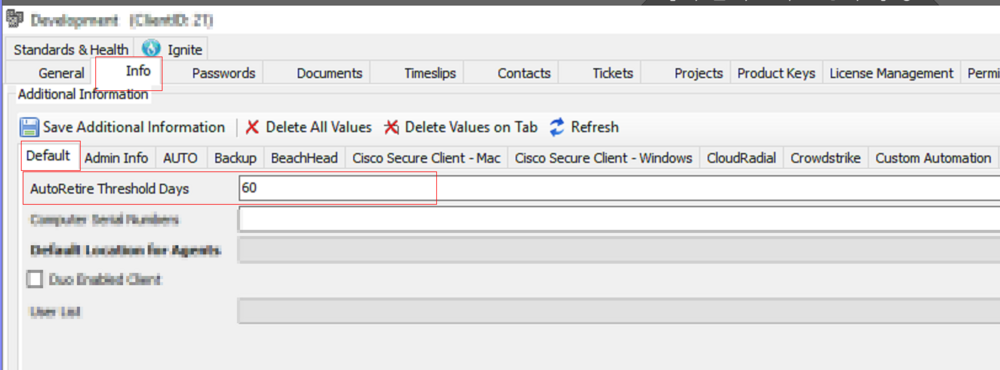 Development (ClientID: 21)
Standards & Health Ignite
General Info Passwords Documents Timeslips Contacts Tickets Projects Product Keys License Management Permi
Additional Information
Save Additional Information Delete All Values Delete Values on Tab Refresh
Default Admin Info AUTO Backup BeachHead Cisco Secure Client - Mac Cisco Secure Client - Windows CloudRadial Crowdstrike Custom Automation
AutoRetire Threshold Days 60
Computer Serial Numbers
Default Location for Agents
Duo Enabled Client
User List